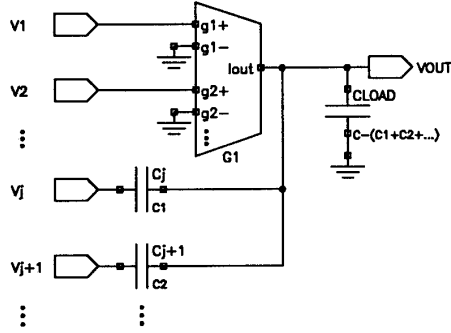 V1
g1+
g1-
V2
Iout
VOUT
g2+
g2-
CLOAD
G1
C-(C1+C2+...)
Vj
Cj
C1
Vj+1
Cj+1
C2